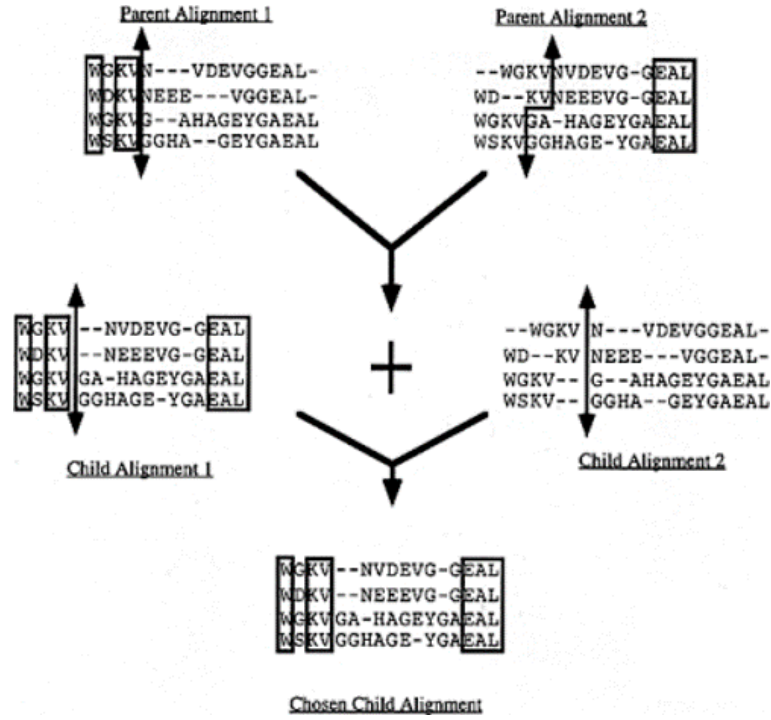 Parent Alignment 1
WGKVN---VDEVGGEAL-
WDKVNEEE---VGGEAL-
WGKVG--AHAGEYGAEAL
WSKVGGHA--GEYGAEAL
Parent Alignment 2
--WGKVNVDEVG-GEAL
WD--KVNEEEVG-GEAL
WGKVGA-HAGEYGAEAL
WSKVGGHAGE-YGAEAL
Child Alignment 1
WGKV--NVDEVG-GEAL
WDKV--NEEEVG-GEAL
WGKVGA-HAGEYGAEAL
WSKVGGHAGE-YGAEAL
--WGKV N---VDEVGGEAL-
WD--KV NEEE---VGGEAL-
WGKV-- G--AHAGEYGAEAL
WSKV-- GGHA--GEYGAEAL
Child Alignment 2
WGKV--NVDEVG-GEAL
WDKV--NEEEVG-GEAL
WGKVGA-HAGEYGAEAL
WSKVGGHAGE-YGAEAL
Chosen Child Alignment